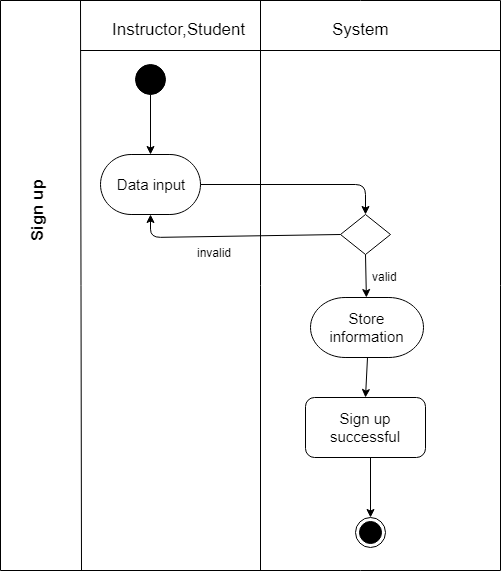 Instructor,Student
System
Sign up
Data input
invalid
valid
Store
information
Sign up
successful